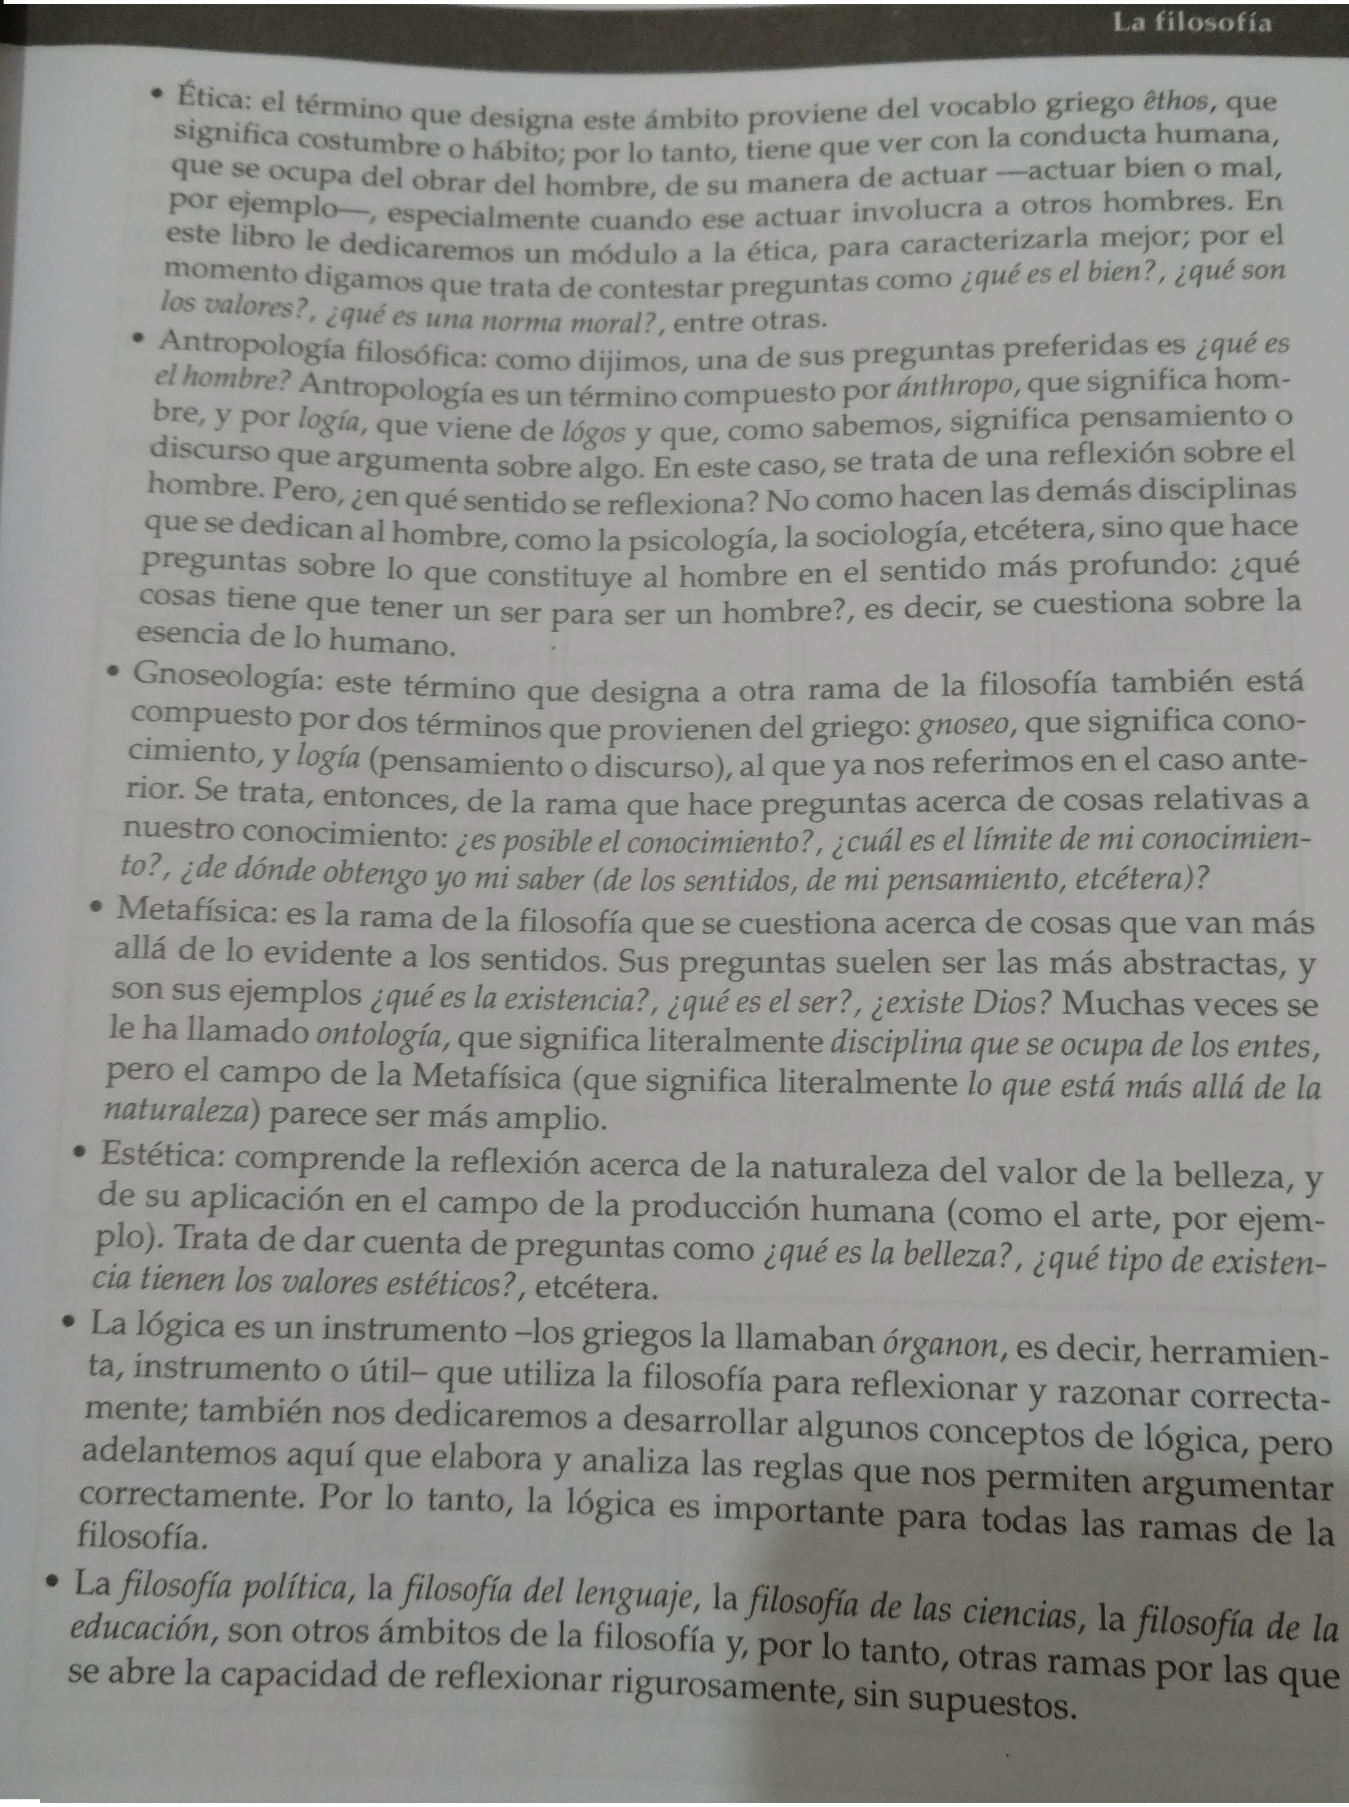 La filosofía
• Ética: el término que designa este ámbito proviene del vocablo griego êthos, que
significa costumbre o hábito; por lo tanto, tiene que ver con la conducta humana,
que se ocupa del obrar del hombre, de su manera de actuar —actuar bien o mal,
por ejemplo—, especialmente cuando ese actuar involucra a otros hombres. En
este libro le dedicaremos un módulo a la ética, para caracterizarla mejor; por el
momento digamos que trata de contestar preguntas como ¿qué es el bien?, ¿qué son
los valores?, ¿qué es una norma moral?, entre otras.
• Antropología filosófica: como dijimos, una de sus preguntas preferidas es ¿qué es
el hombre? Antropología es un término compuesto por ánthropo, que significa hom-
bre, y por logía, que viene de lógos y que, como sabemos, significa pensamiento o
discurso que argumenta sobre algo. En este caso, se trata de una reflexión sobre el
hombre. Pero, ¿en qué sentido se reflexiona? No como hacen las demás disciplinas
que se dedican al hombre, como la psicología, la sociología, etcétera, sino que hace
preguntas sobre lo que constituye al hombre en el sentido más profundo: ¿qué
cosas tiene que tener un ser para ser un hombre?, es decir, se cuestiona sobre la
esencia de lo humano.
• Gnoseología: este término que designa a otra rama de la filosofía también está
compuesto por dos términos que provienen del griego: gnoseo, que significa cono-
cimiento, y logía (pensamiento o discurso), al que ya nos referimos en el caso ante-
rior. Se trata, entonces, de la rama que hace preguntas acerca de cosas relativas a
nuestro conocimiento: ¿es posible el conocimiento?, ¿cuál es el límite de mi conocimien-
to?, ¿de dónde obtengo yo mi saber (de los sentidos, de mi pensamiento, etcétera)?
• Metafísica: es la rama de la filosofía que se cuestiona acerca de cosas que van más
allá de lo evidente a los sentidos. Sus preguntas suelen ser las más abstractas, y
son sus ejemplos ¿qué es la existencia?, ¿qué es el ser?, ¿existe Dios? Muchas veces se
le ha llamado ontología, que significa literalmente disciplina que se ocupa de los entes,
pero el campo de la Metafísica (que significa literalmente lo que está más allá de la
naturaleza) parece ser más amplio.
• Estética: comprende la reflexión acerca de la naturaleza del valor de la belleza, y
de su aplicación en el campo de la producción humana (como el arte, por ejem-
plo). Trata de dar cuenta de preguntas como ¿qué es la belleza?, ¿qué tipo de existen-
cia tienen los valores estéticos?, etcétera.
• La lógica es un instrumento –los griegos la llamaban órganon, es decir, herramien-
ta, instrumento o útil– que utiliza la filosofía para reflexionar y razonar correcta-
mente; también nos dedicaremos a desarrollar algunos conceptos de lógica, pero
adelantemos aquí que elabora y analiza las reglas que nos permiten argumentar
correctamente. Por lo tanto, la lógica es importante para todas las ramas de la
filosofía.
• La filosofía política, la filosofía del lenguaje, la filosofía de las ciencias, la filosofía de la
educación, son otros ámbitos de la filosofía y, por lo tanto, otras ramas por las que
se abre la capacidad de reflexionar rigurosamente, sin supuestos.